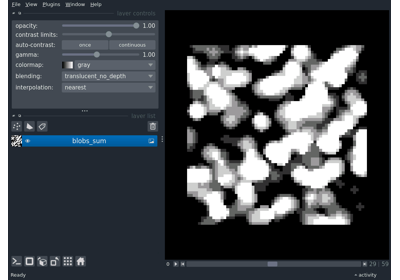 File View Plugins Window Help
layer controls
opacity: 1.00
contrast limits:
auto-contrast: once continuous
gamma: 1.00
colormap: gray
blending: translucent_no_depth
interpolation: nearest
layer list
blobs_sum
29 59
Ready activity